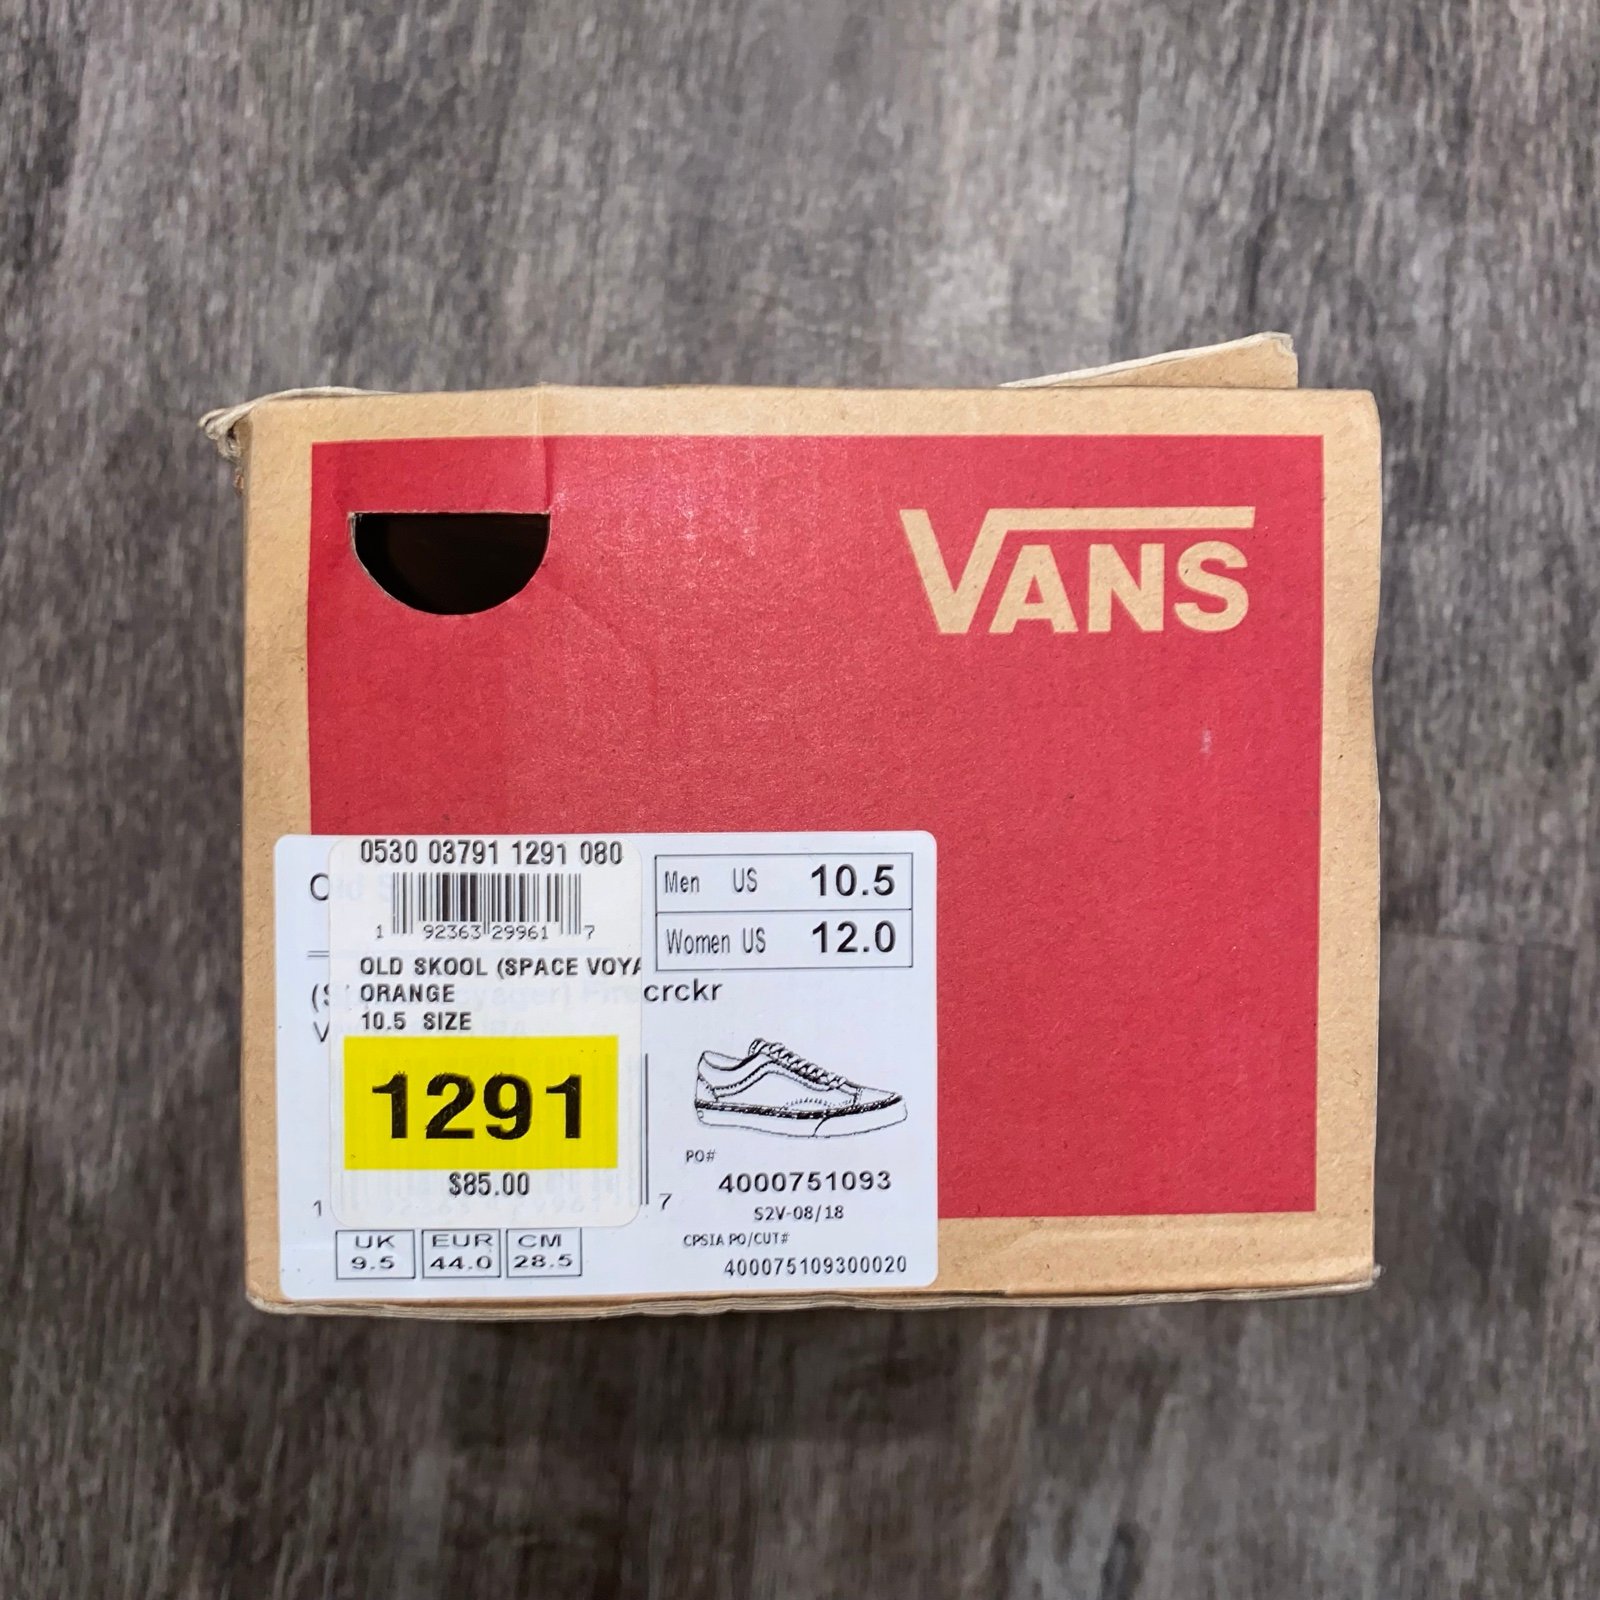 VANS
0530 03791 1291 080
1 92363 29961 7
OLD SKOOL (SPACE VOYA
ORANGE
10.5 SIZE
1291
$85.00
Men US 10.5
Women US 12.0
crckr
PO#
4000751093
S2V-08/18
CPSIA PO/CUT#
400075109300020
1 7
UK EUR CM
9.5 44.0 28.5